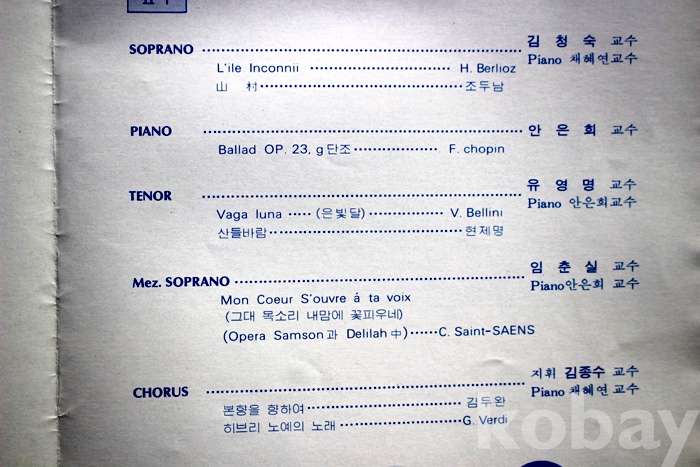 SOPRANO ........ 김 청 숙 교수
Piano 채혜연교수
L'ile Inconnii ........ H. Berlioz
山 村 ........ 조두남
PIANO ........ 안 은 희 교수
Ballad OP. 23, g단조 ........ F. chopin
TENOR ........ 유 영 명 교수
Piano 안은희교수
Vaga luna ..... (은빛달) ........ V. Bellini
산들바람 ........ 현제명
Mez. SOPRANO ........ 임 춘 실 교수
Piano안은희 교수
Mon Coeur S'ouvre à ta voix
(그대 목소리 내맘에 꽃피우네)
(Opera Samson과 Delilah 中) ...... C. Saint-SAENS
CHORUS ........ 지휘 김종수 교수
Piano 채혜연교수
본향을 향하여 ........ 김두완
히브리 노예의 노래 ........ G. Verdi
kobay